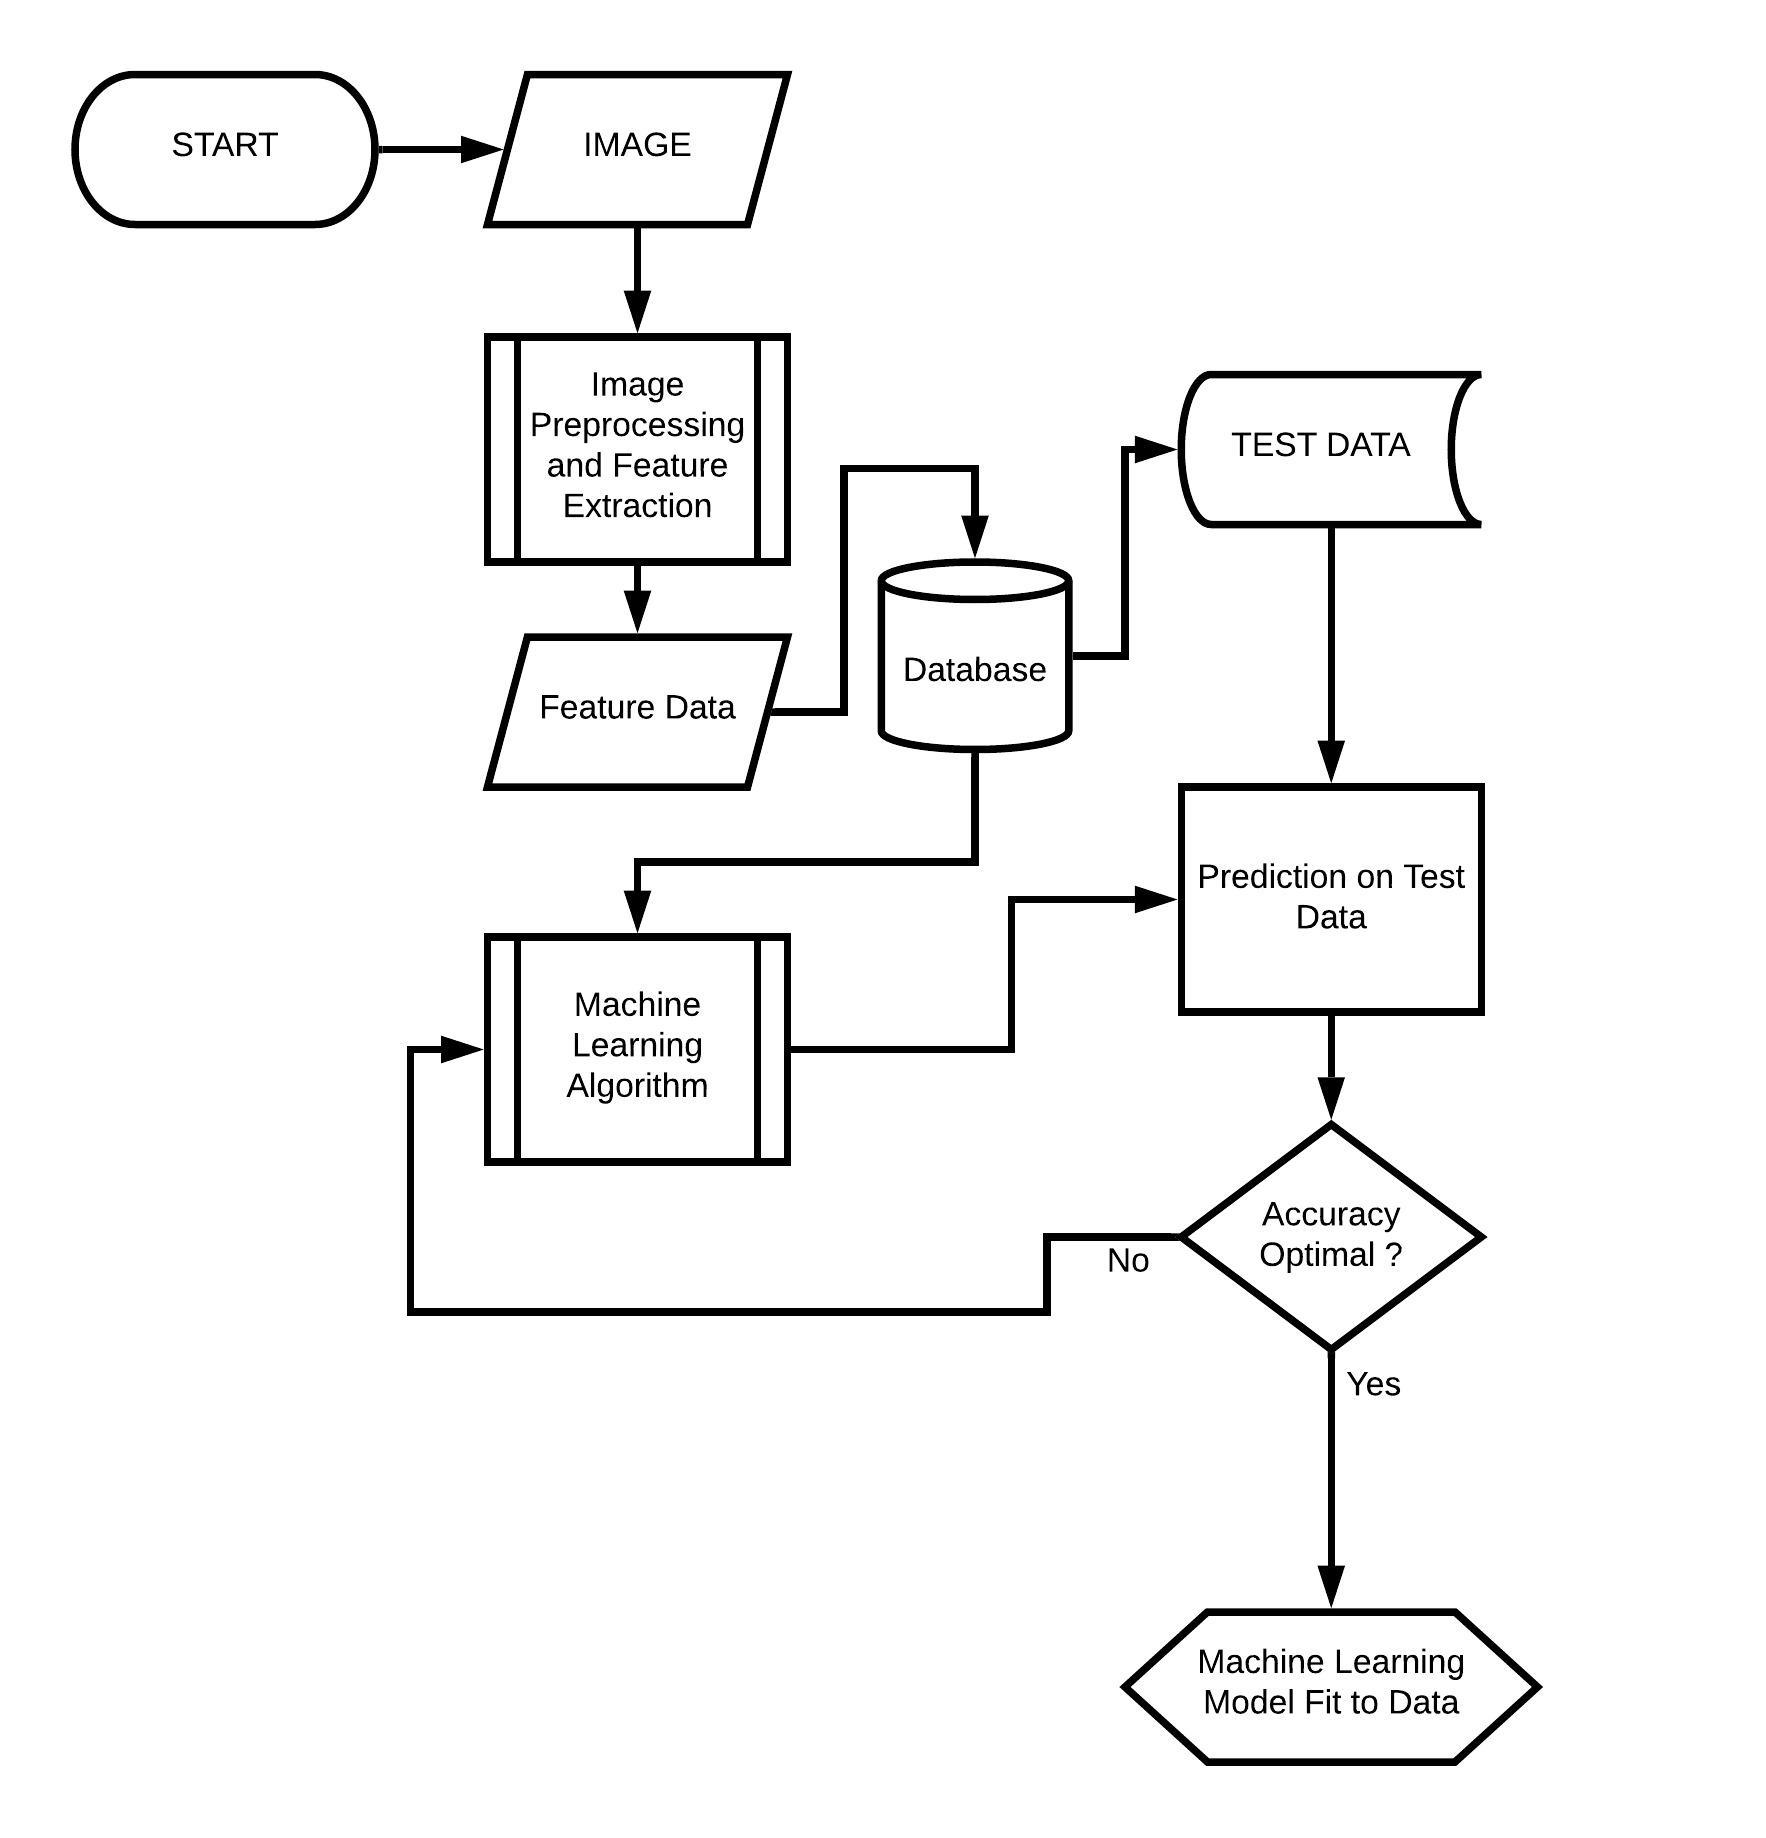 START
IMAGE
Image
Preprocessing
and Feature
Extraction
TEST DATA
Feature Data
Database
Prediction on Test
Data
Machine
Learning
Algorithm
Accuracy
Optimal ?
No
Yes
Machine Learning
Model Fit to Data